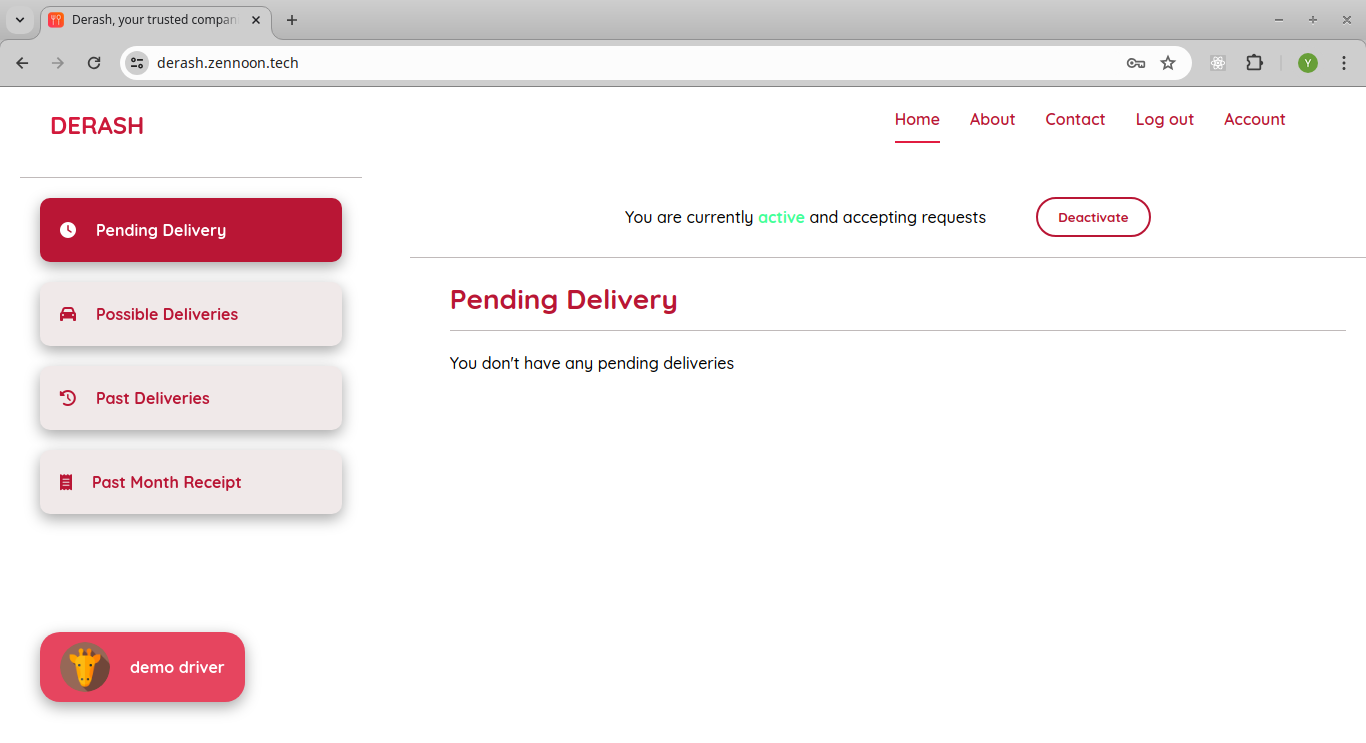 Derash, your trusted compan
derash.zennoon.tech
Y
DERASH
Home
About
Contact
Log out
Account
Pending Delivery
Possible Deliveries
Past Deliveries
Past Month Receipt
demo driver
You are currently active and accepting requests
Deactivate
Pending Delivery
You don't have any pending deliveries